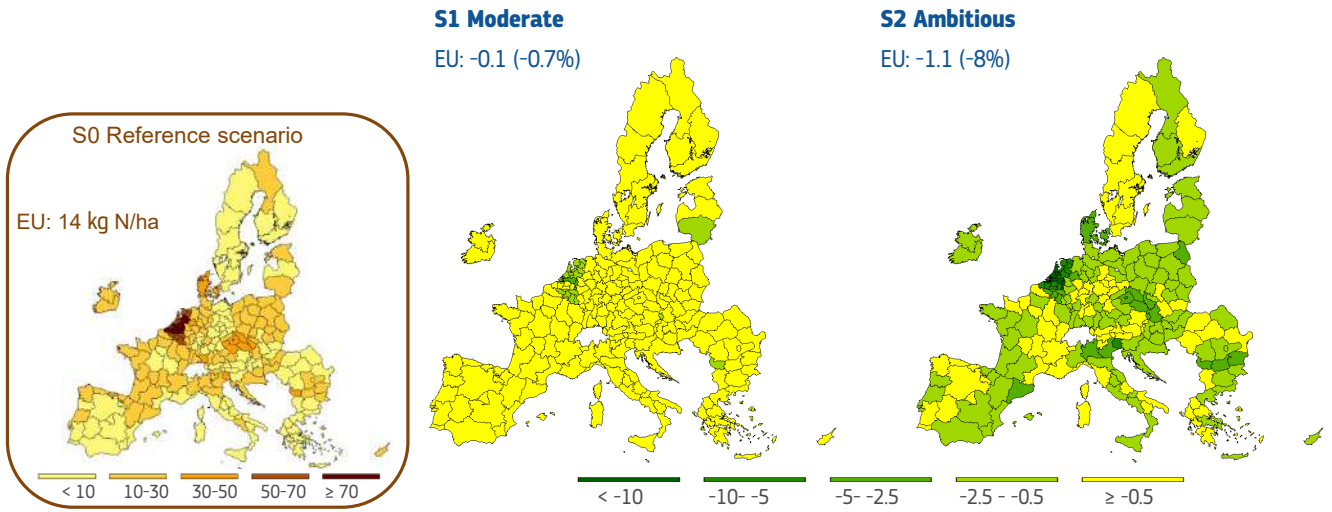 S1 Moderate
EU: -0.1 (-0.7%)
S2 Ambitious
EU: -1.1 (-8%)
S0 Reference scenario
EU: 14 kg N/ha
< 10 10-30 30-50 50-70 ≥ 70
< -10 -10- -5 -5- -2.5 -2.5 - -0.5 ≥ -0.5